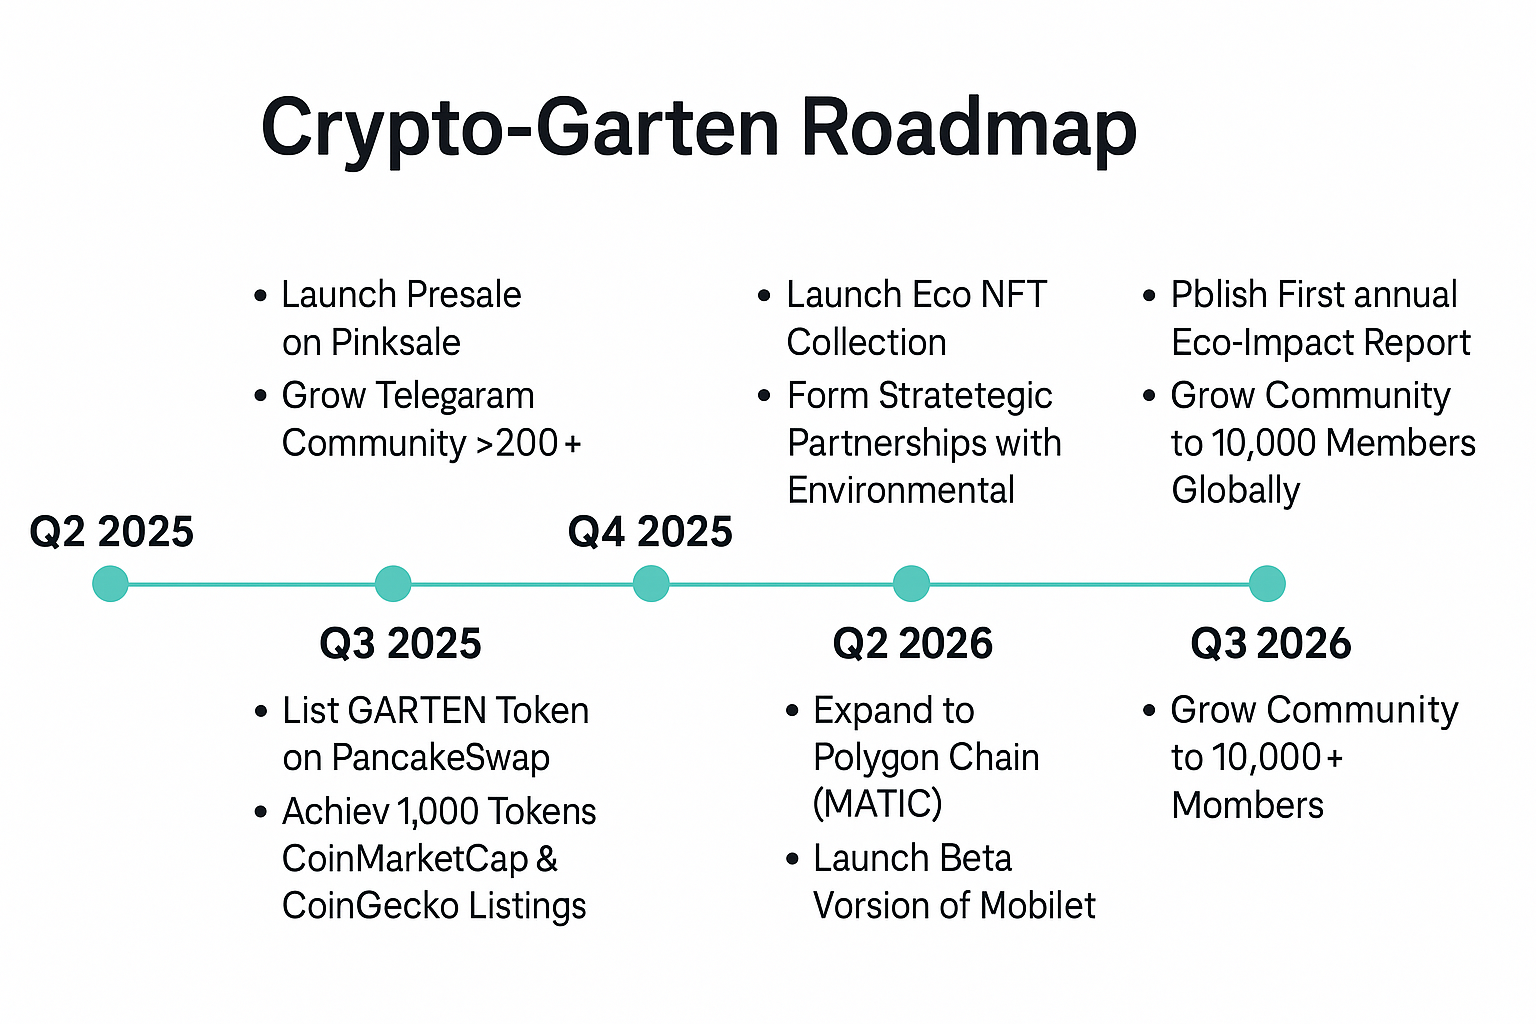 Crypto-Garten Roadmap
• Launch Presale
on Pinksale
• Grow Telegaram
Community >200+
• Launch Eco NFT
Collection
• Form Stratetegic
Partnerships with
Environmental
• Pblish First annual
Eco-Impact Report
• Grow Community
to 10,000 Members
Globally
Q2 2025
Q4 2025
Q3 2025
Q2 2026
Q3 2026
• List GARTEN Token
on PancakeSwap
• Achiev 1,000 Tokens
CoinMarketCap &
CoinGecko Listings
• Expand to
Polygon Chain
(MATIC)
• Launch Beta
Vorsion of Mobilet
• Grow Community
to 10,000+
Mombers